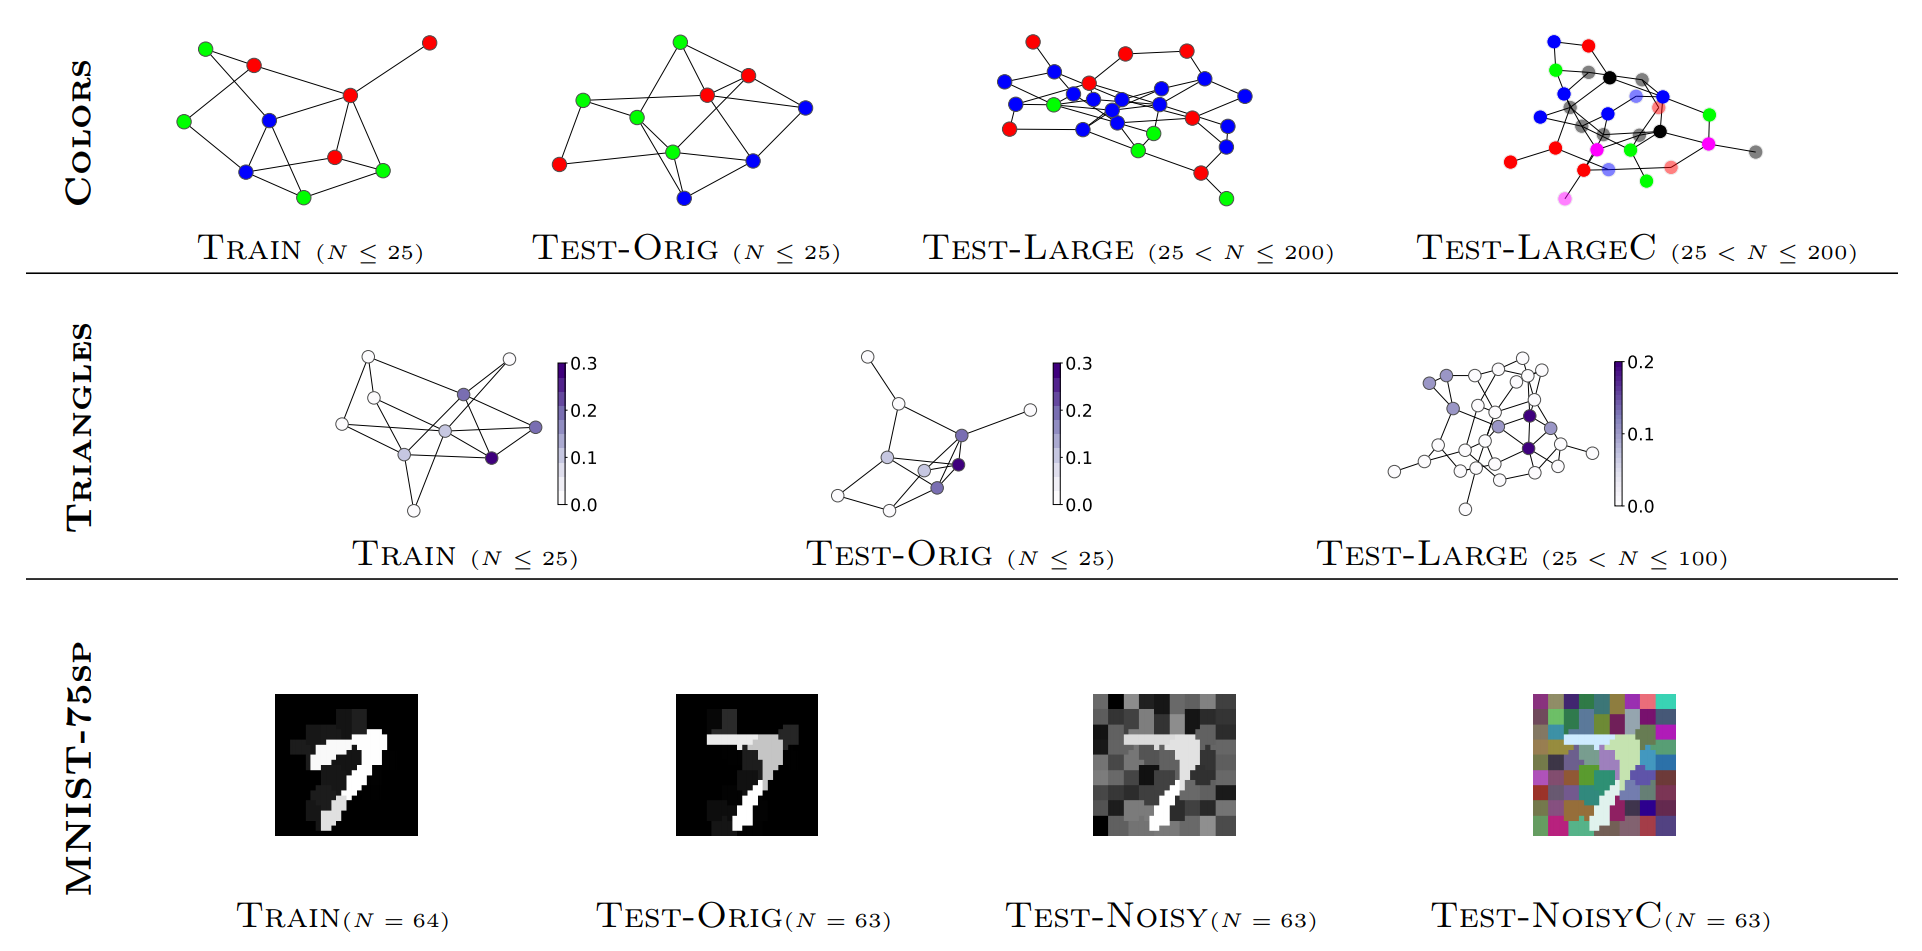 COLORS
TRAIN (N ≤ 25)
TEST-ORIG (N ≤ 25)
TEST-LARGE (25 < N ≤ 200)
TEST-LARGEC (25 < N ≤ 200)
TRIANGLES
0.3
0.2
0.1
0.0
0.3
0.2
0.1
0.0
0.2
0.1
0.0
TRAIN (N ≤ 25)
TEST-ORIG (N ≤ 25)
TEST-LARGE (25 < N ≤ 100)
MNIST-75SP
TRAIN(N = 64)
TEST-ORIG(N = 63)
TEST-NOISY(N = 63)
TEST-NOISYC(N = 63)